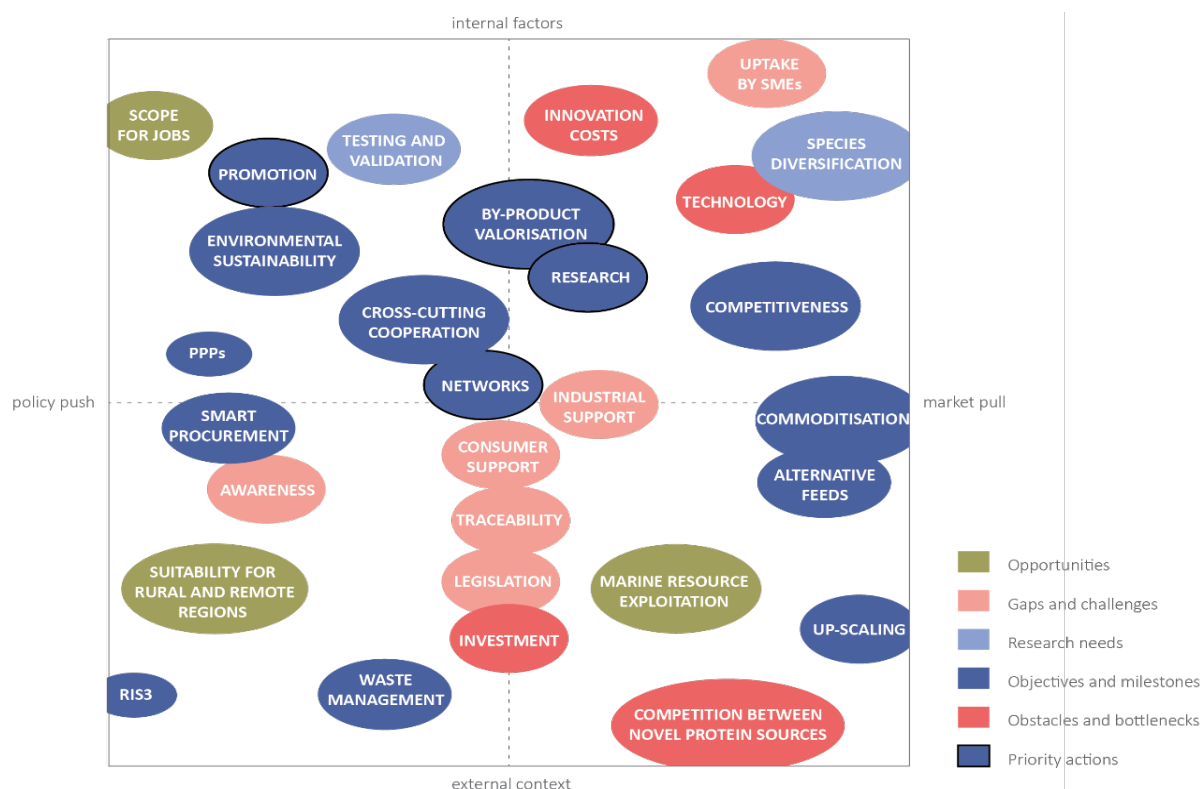 internal factors
UPTAKE
BY SMEs
SCOPE
FOR JOBS
INNOVATION
COSTS
TESTING AND
VALIDATION
SPECIES
DIVERSIFICATION
PROMOTION
TECHNOLOGY
BY-PRODUCT
VALORISATION
ENVIRONMENTAL
SUSTAINABILITY
RESEARCH
CROSS-CUTTING
COOPERATION
COMPETITIVENESS
PPPs
NETWORKS
policy push
INDUSTRIAL
SUPPORT
market pull
SMART
PROCUREMENT
COMMODITISATION
CONSUMER
SUPPORT
AWARENESS
ALTERNATIVE
FEEDS
TRACEABILITY
SUITABILITY FOR
RURAL AND REMOTE
REGIONS
LEGISLATION
MARINE RESOURCE
EXPLOITATION
INVESTMENT
UP-SCALING
RIS3
WASTE
MANAGEMENT
COMPETITION BETWEEN
NOVEL PROTEIN SOURCES
external context
Opportunities
Gaps and challenges
Research needs
Objectives and milestones
Obstacles and bottlenecks
Priority actions